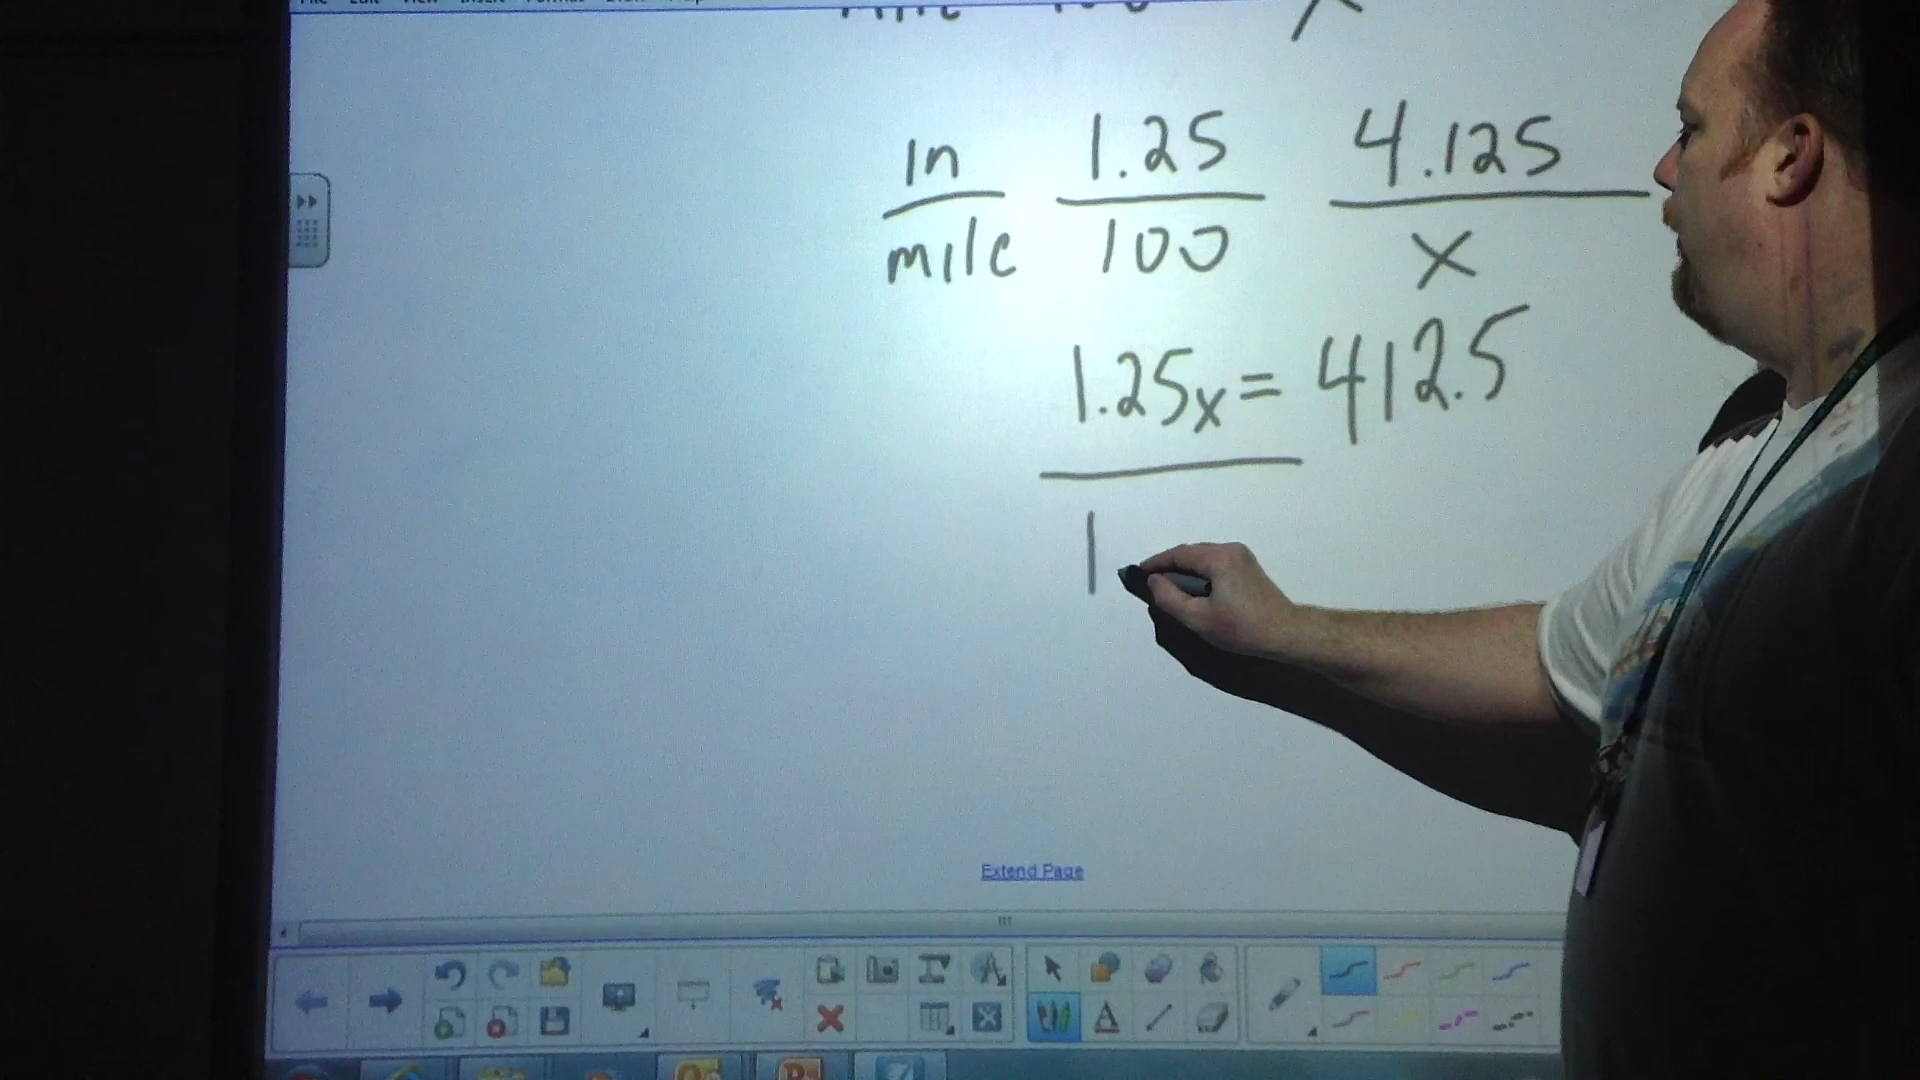 in 1.25 4.125
mile 100 x
1.25x = 412.5
1
Extend Page